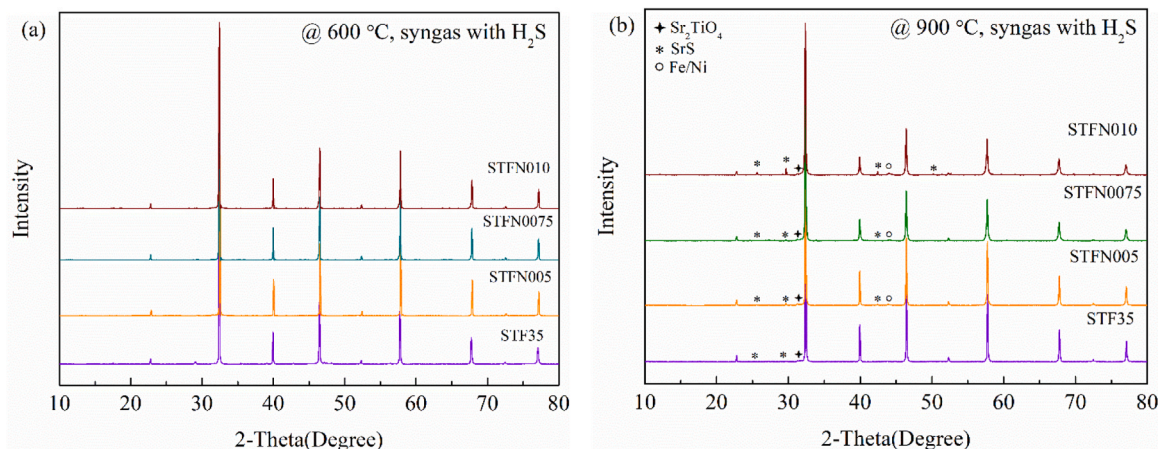 (a)
@ 600 °C, syngas with H₂S
STFN010
STFN0075
STFN005
STF35
Intensity
10 20 30 40 50 60 70 80
2-Theta(Degree)
(b)
@ 900 °C, syngas with H₂S
✦ Sr₂TiO₄
* SrS
○ Fe/Ni
STFN010
* * ✦ * ○ *
STFN0075
* * ✦ * ○
STFN005
* * ✦ * ○
STF35
* * ✦
Intensity
10 20 30 40 50 60 70 80
2-Theta(Degree)